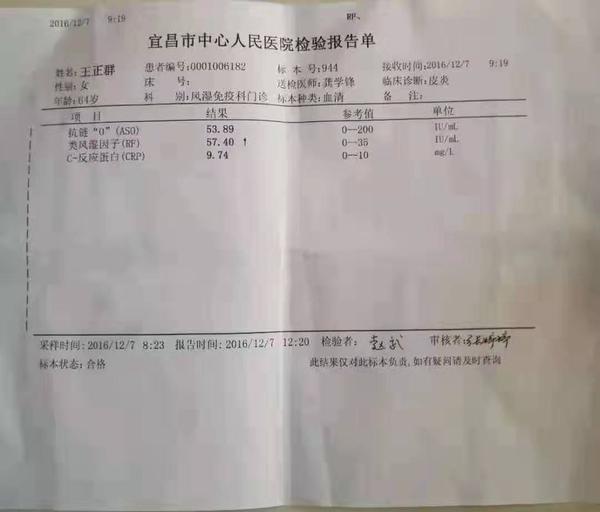 2016/12/7 9:19 RF、
宜昌市中心人民医院检验报告单
姓名:王正群 患者编号:0001006182 标 本 号:944 接收时间:2016/12/7 9:19
性别:女 床 号: 送检医师:龚学锋 临床诊断:皮炎
年龄:64岁 科 别:风湿免疫科门诊 标本种类:血清 备 注:
项 目 结果 参考值 单位
抗链“O”(ASO) 53.89 0--200 IU/mL
类风湿因子(RF) 57.40 ↑ 0--35 IU/mL
C-反应蛋白(CRP) 9.74 0--10 mg/L
采样时间:2016/12/7 8:23 报告时间:2016/12/7 12:20 检验者: 审核者:
标本状态:合格 此结果仅对此标本负责,如有疑问请及时查询